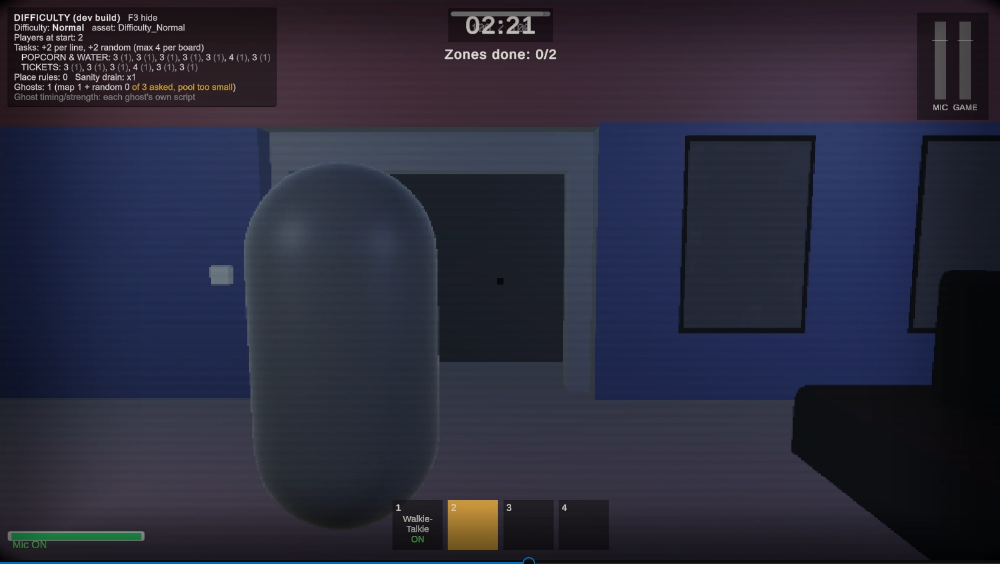 DIFFICULTY (dev build) F3 hide
Difficulty: Normal asset: Difficulty_Normal
Players at start: 2
Tasks: +2 per line, +2 random (max 4 per board)
POPCORN & WATER: 3 (1), 3 (1), 3 (1), 3 (1), 3 (1), 4 (1), 3 (1)
TICKETS: 3 (1), 3 (1), 3 (1), 4 (1), 3 (1), 3 (1)
Place rules: 0 Sanity drain: x1
Ghosts: 1 (map 1 + random 0 of 3 asked, pool too small)
Ghost timing/strength: each ghost's own script
02:21
Zones done: 0/2
MIC GAME
1 2 3 4
Walkie-
Talkie
ON
Mic ON